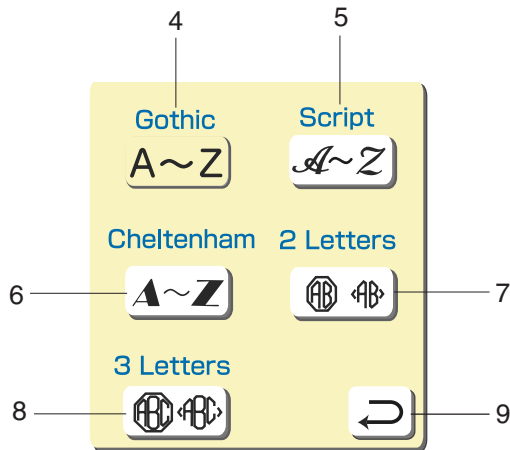 4 5
Gothic Script
A~Z A~Z
Cheltenham 2 Letters
6 A~Z AB <AB> 7
3 Letters
8 ABC <ABC> 9